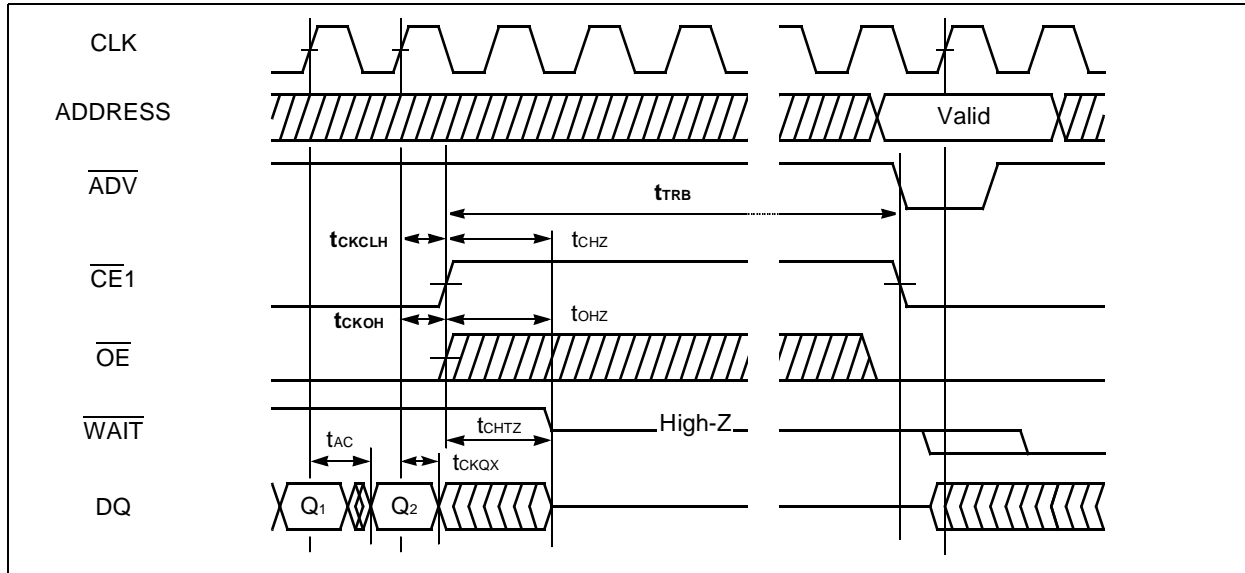 CLK
ADDRESS
Valid
ADV
tTRB
tCKCLH
tCHZ
CE1
tCKOH
tOHZ
OE
WAIT
tCHTZ
High-Z
tAC
tCKQX
DQ
Q1
Q2